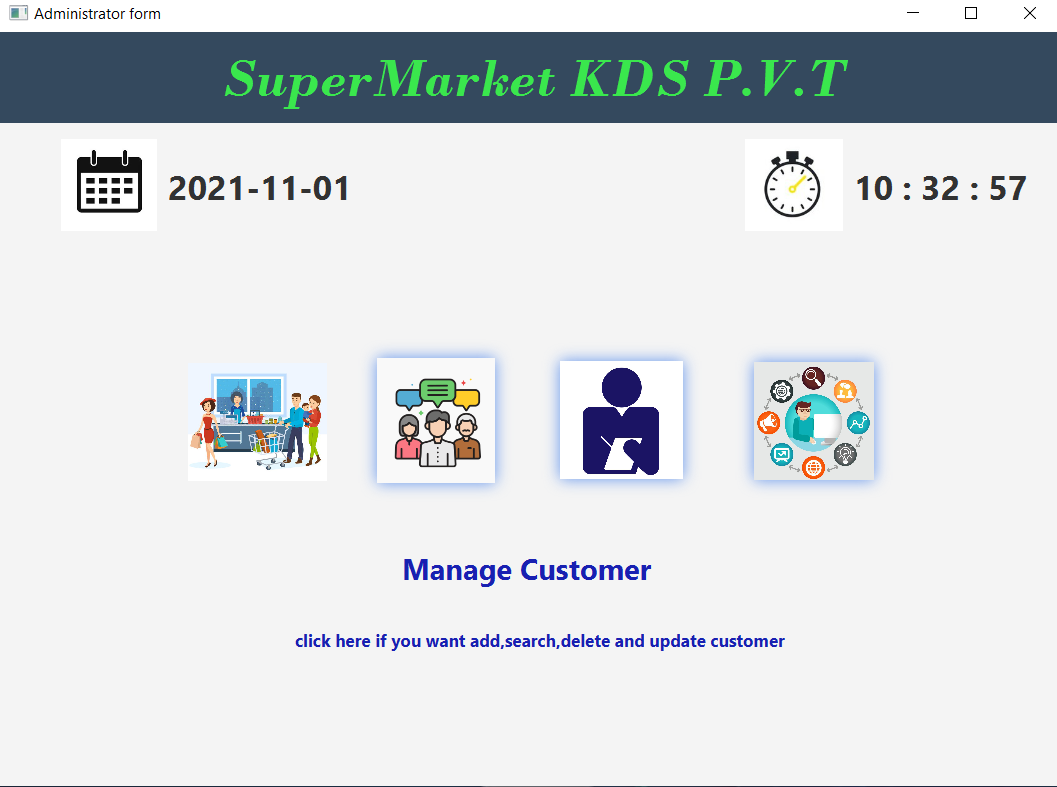 Administrator form
SuperMarket KDS P.V.T
2021-11-01
10 : 32 : 57
Manage Customer
click here if you want add,search,delete and update customer